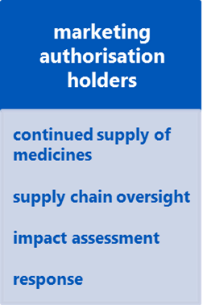 marketing
authorisation
holders
continued supply of
medicines
supply chain oversight
impact assessment
response